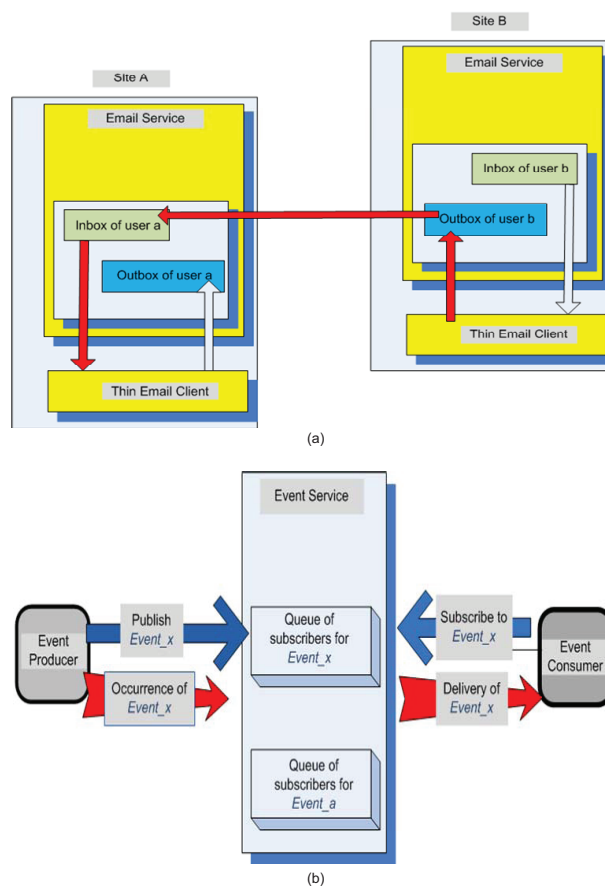 Site B
Email Service
Site A
Email Service
Inbox of user b
Inbox of user a
Outbox of user b
Outbox of user a
Thin Email Client
Thin Email Client
(a)
Event Service
Publish
Event_x
Subscribe to
Event_x
Queue of
subscribers for
Event_x
Event
Producer
Event
Consumer
Occurrence of
Event_x
Delivery of
Event_x
Queue of
subscribers for
Event_a
(b)